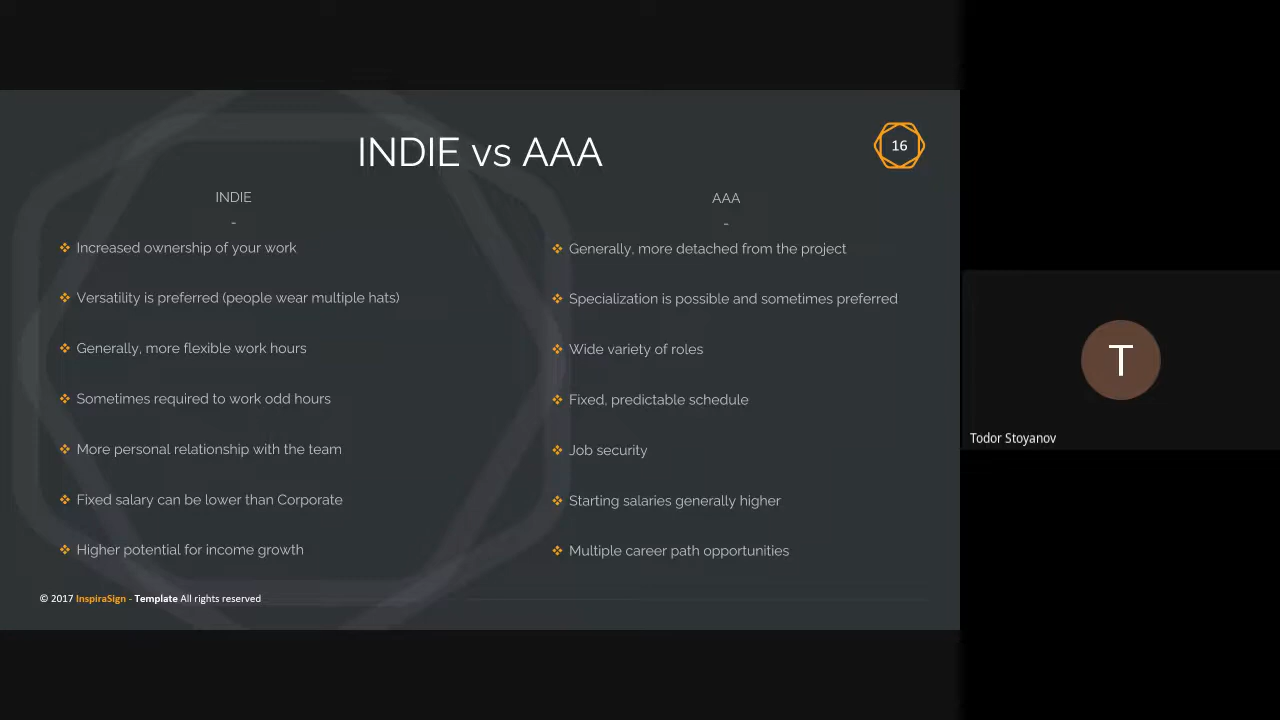 INDIE vs AAA
16
INDIE
-
Increased ownership of your work
Versatility is preferred (people wear multiple hats)
Generally, more flexible work hours
Sometimes required to work odd hours
More personal relationship with the team
Fixed salary can be lower than Corporate
Higher potential for income growth
AAA
-
Generally, more detached from the project
Specialization is possible and sometimes preferred
Wide variety of roles
Fixed, predictable schedule
Job security
Starting salaries generally higher
Multiple career path opportunities
© 2017 InspiraSign - Template All rights reserved
T
Todor Stoyanov